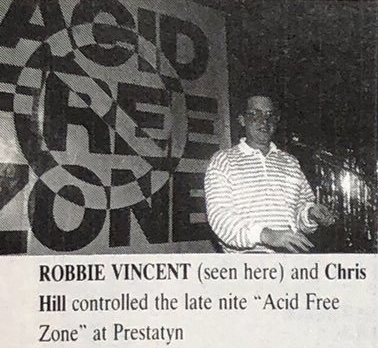 ACID
FREE
ZONE
ROBBIE VINCENT (seen here) and Chris
Hill controlled the late nite “Acid Free
Zone” at Prestatyn